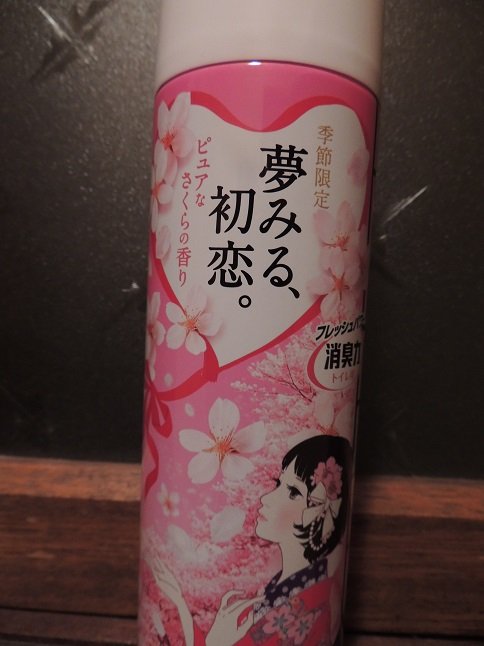 季節限定
夢みる、
初恋。
ピュアな
さくらの香り
消臭力